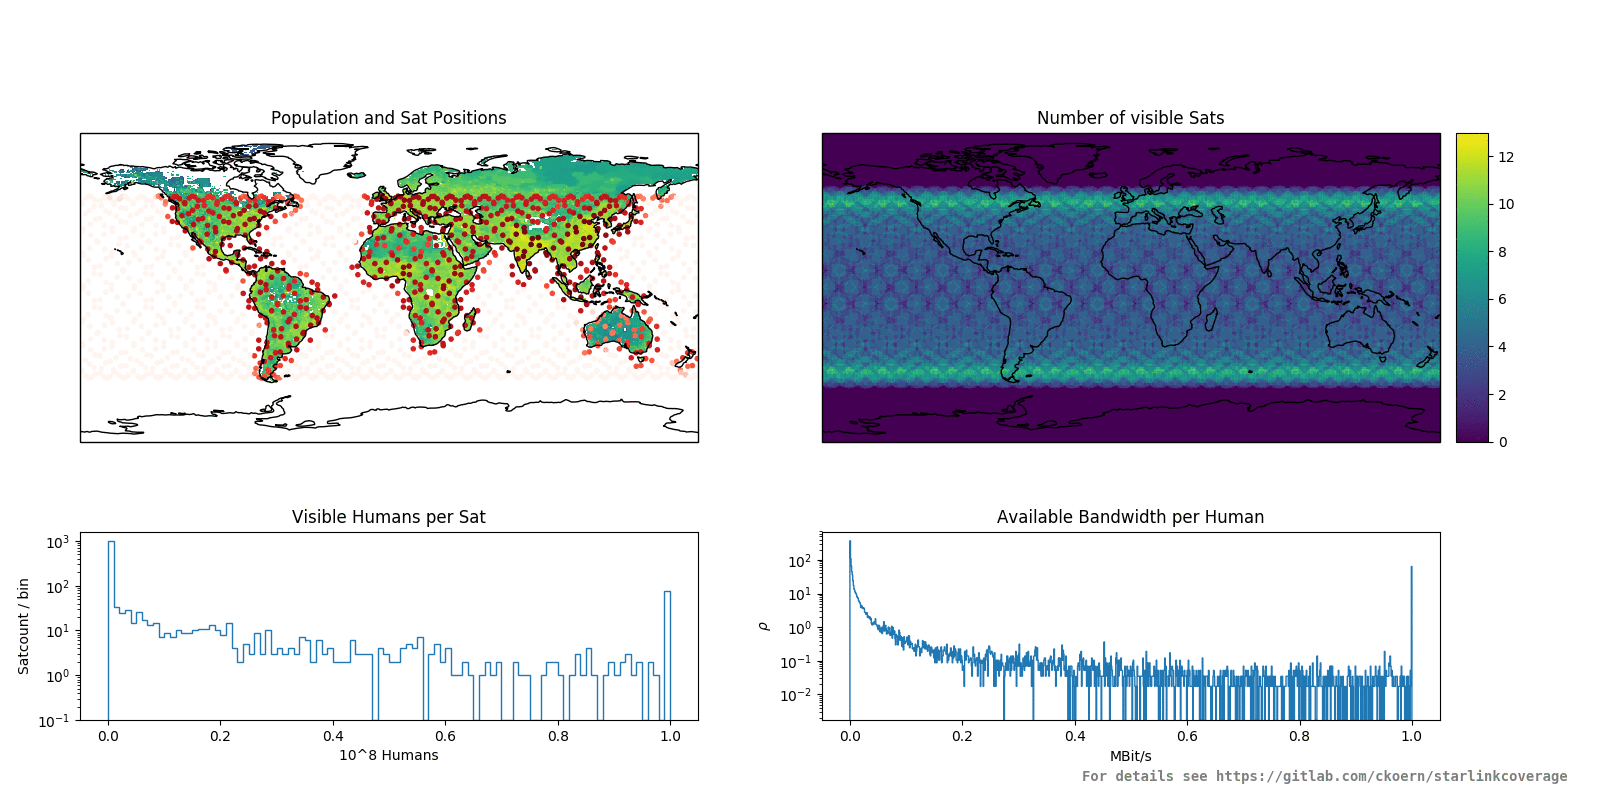 Population and Sat Positions
Number of visible Sats
12
10
8
6
4
2
0
Visible Humans per Sat
Available Bandwidth per Human
Satcount / bin
10^3
10^2
10^1
10^0
10^-1
0.0 0.2 0.4 0.6 0.8 1.0
10^8 Humans
ρ
10^2
10^1
10^0
10^-1
10^-2
0.0 0.2 0.4 0.6 0.8 1.0
MBit/s
For details see https://gitlab.com/ckoern/starlinkcoverage